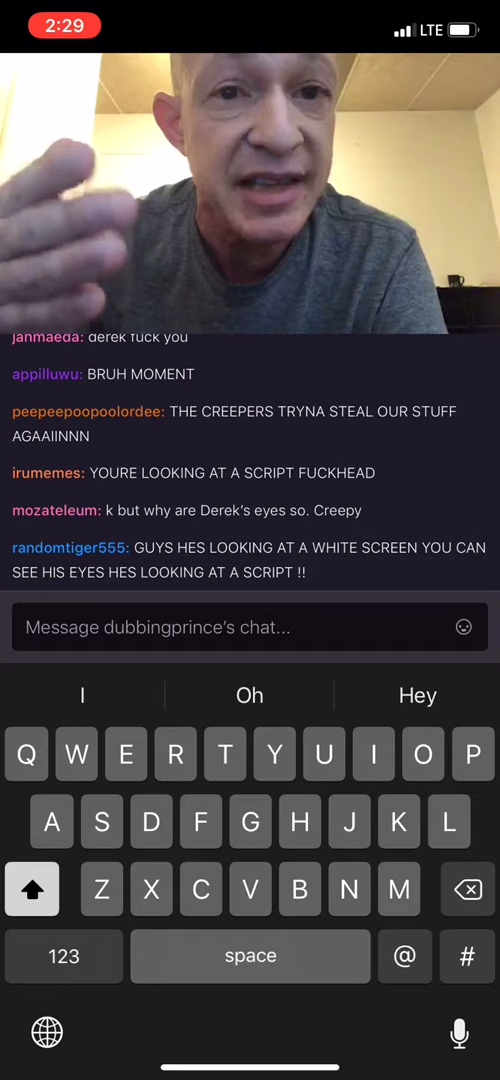 2:29
LTE
janmaeda: derek fuck you
appilluwu: BRUH MOMENT
peepeepoopoolordee: THE CREEPERS TRYNA STEAL OUR STUFF
AGAAIINNN
irumemes: YOURE LOOKING AT A SCRIPT FUCKHEAD
mozateleum: k but why are Derek’s eyes so. Creepy
randomtiger555: GUYS HES LOOKING AT A WHITE SCREEN YOU CAN
SEE HIS EYES HES LOOKING AT A SCRIPT !!
Message dubbingprince’s chat...
I Oh Hey
Q W E R T Y U I O P
A S D F G H J K L
Z X C V B N M
123 space @ #